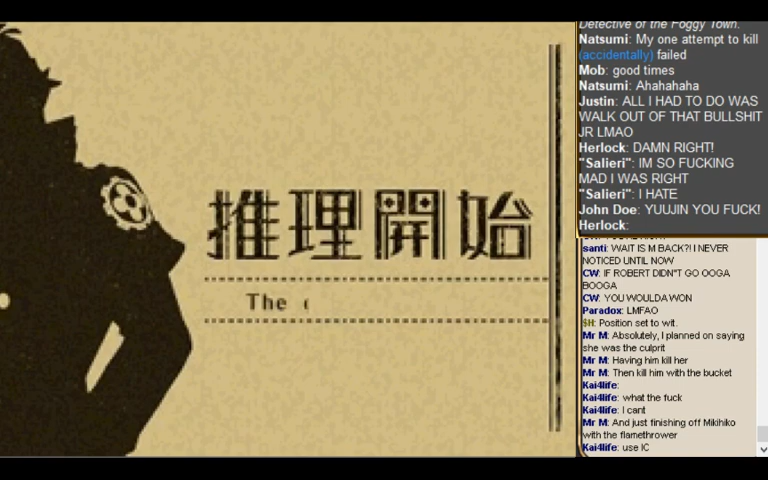 推理開始
The
Detective of the Foggy Town.
Natsumi: My one attempt to kill
(accidentally) failed
Mob: good times
Natsumi: Ahahahaha
Justin: ALL I HAD TO DO WAS
WALK OUT OF THAT BULLSHIT
JR LMAO
Herlock: DAMN RIGHT!
"Salieri": IM SO FUCKING
MAD I WAS RIGHT
"Salieri": I HATE
John Doe: YUUJIN YOU FUCK!
Herlock:
santi: WAIT IS M BACK?! I NEVER
NOTICED UNTIL NOW
CW: IF ROBERT DIDN"T GO OOGA
BOOGA
CW: YOU WOULDA WON
Paradox: LMFAO
$H: Position set to wit.
Mr M: Absolutely, I planned on saying
she was the culprit
Mr M: Having him kill her
Mr M: Then kill him with the bucket
Kai4life:
Kai4life: what the fuck
Kai4life: I cant
Mr M: And just finishing off Mikihiko
with the flamethrower
Kai4life: use IC